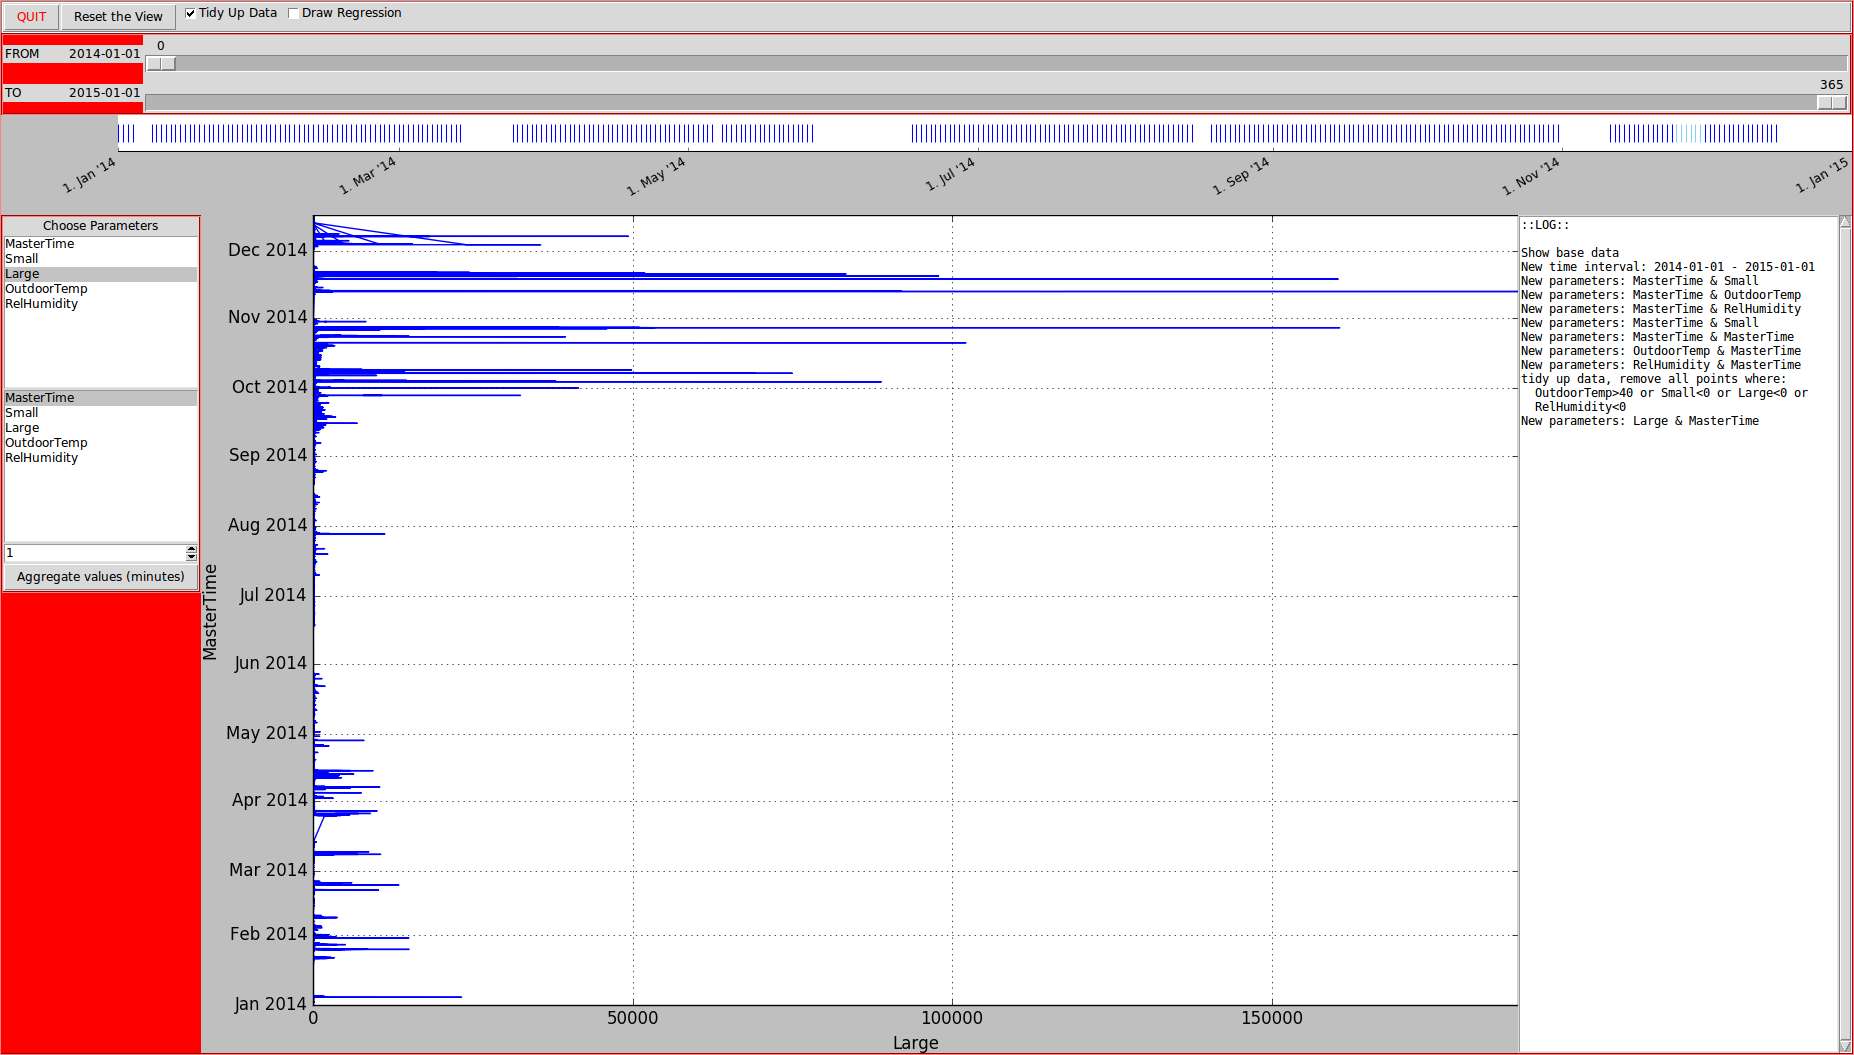 QUIT Reset the View Tidy Up Data Draw Regression
0
FROM 2014-01-01
365
TO 2015-01-01
1. Jan '14 1. Mar '14 1. May '14 1. Jul '14 1. Sep '14 1. Nov '14 1. Jan '15
Choose Parameters
MasterTime
Small
Large
OutdoorTemp
RelHumidity
MasterTime
Small
Large
OutdoorTemp
RelHumidity
1
Aggregate values (minutes)
MasterTime
Dec 2014
Nov 2014
Oct 2014
Sep 2014
Aug 2014
Jul 2014
Jun 2014
May 2014
Apr 2014
Mar 2014
Feb 2014
Jan 2014
0 50000 100000 150000
Large
::LOG::
Show base data
New time interval: 2014-01-01 - 2015-01-01
New parameters: MasterTime & Small
New parameters: MasterTime & OutdoorTemp
New parameters: MasterTime & RelHumidity
New parameters: MasterTime & Small
New parameters: MasterTime & MasterTime
New parameters: OutdoorTemp & MasterTime
New parameters: RelHumidity & MasterTime
tidy up data, remove all points where:
OutdoorTemp>40 or Small<0 or Large<0 or
RelHumidity<0
New parameters: Large & MasterTime